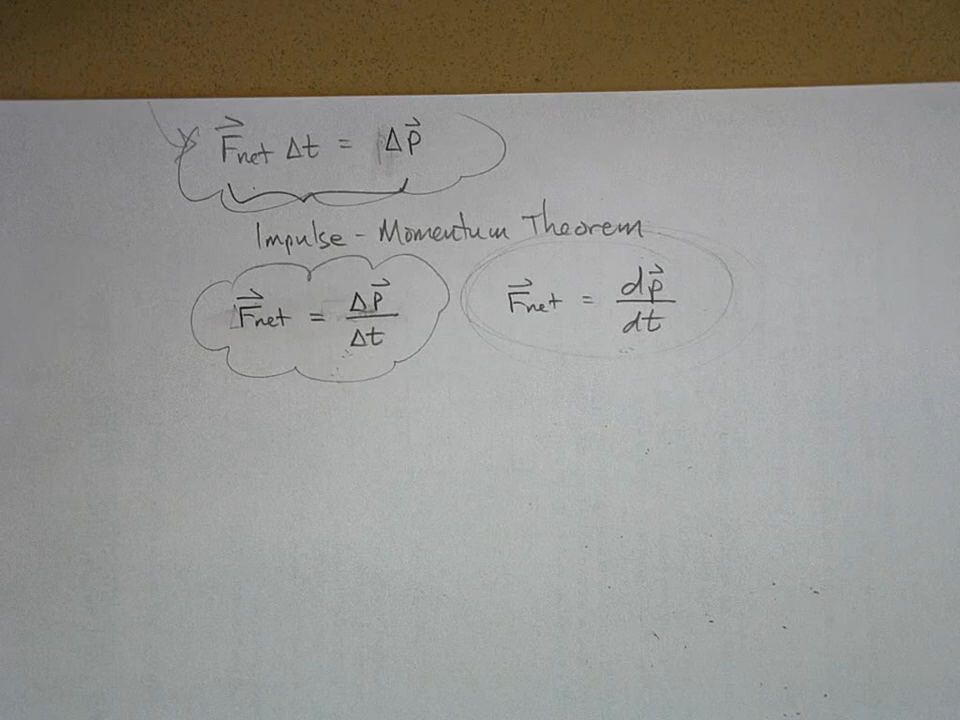 F⃗net Δt = Δp⃗
Impulse - Momentum Theorem
F⃗net = Δp⃗/Δt
F⃗net = dp⃗/dt